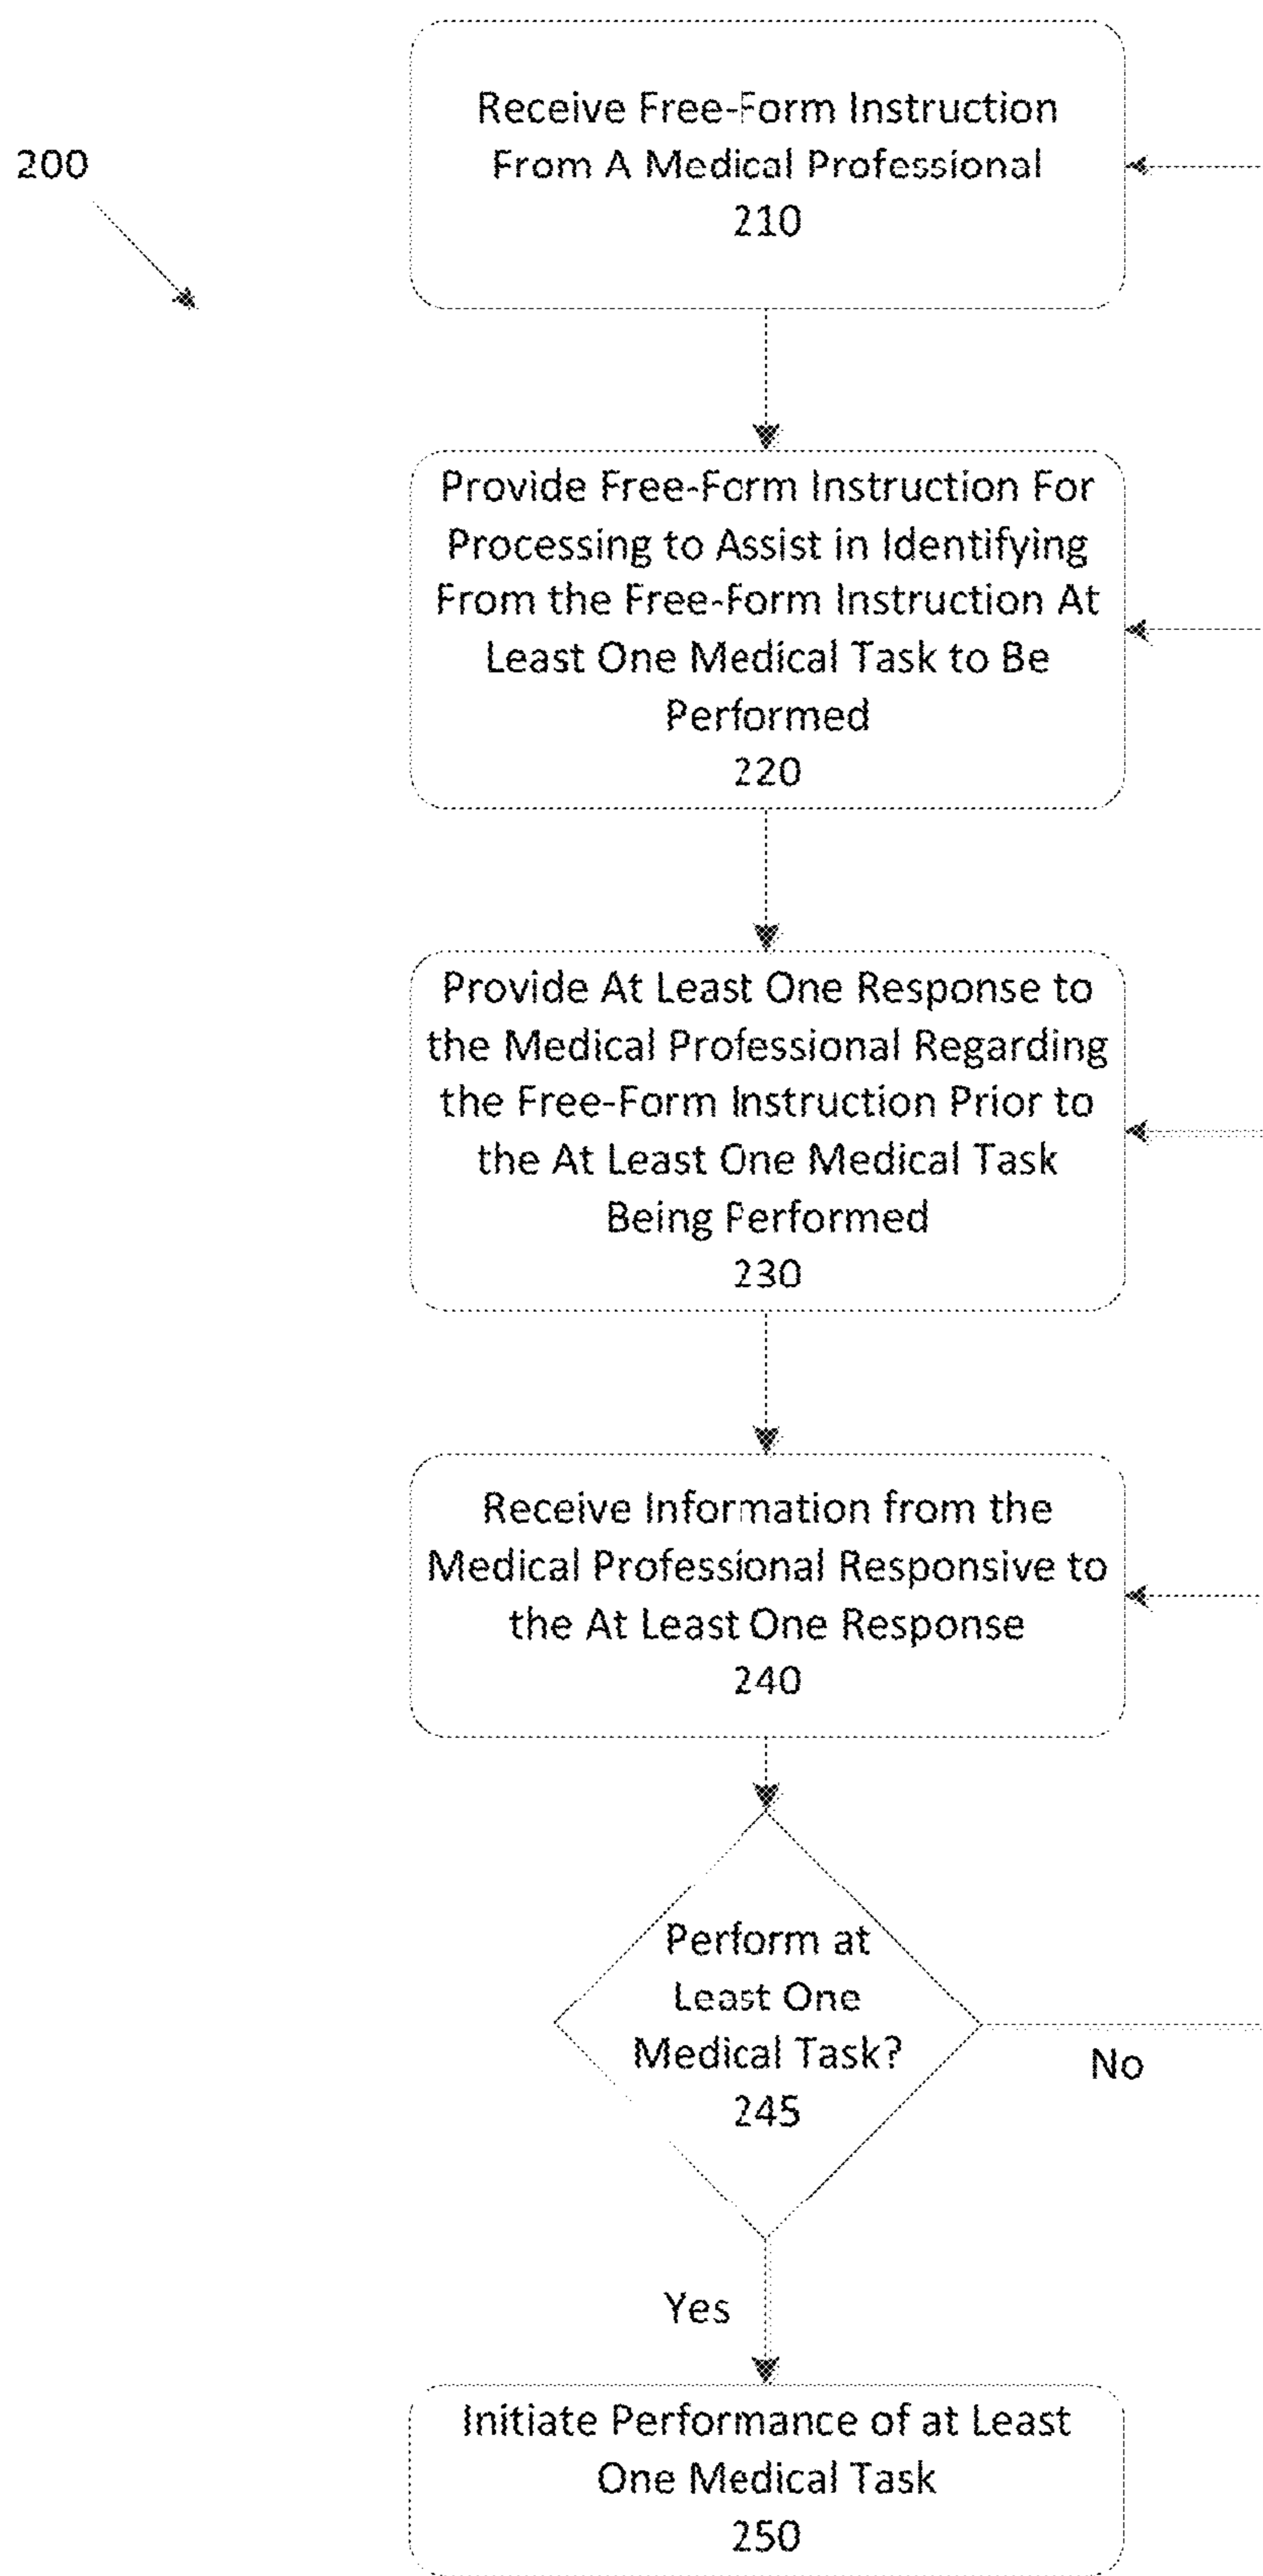 200
Receive Free-Form Instruction
From A Medical Professional
210
Provide Free-Form Instruction For
Processing to Assist in Identifying
From the Free-Form Instruction At
Least One Medical Task to Be
Performed
220
Provide At Least One Response to
the Medical Professional Regarding
the Free-Form Instruction Prior to
the At Least One Medical Task
Being Performed
230
Receive Information from the
Medical Professional Responsive to
the At Least One Response
240
Perform at
Least One
Medical Task?
245
No
Yes
Initiate Performance of at Least
One Medical Task
250